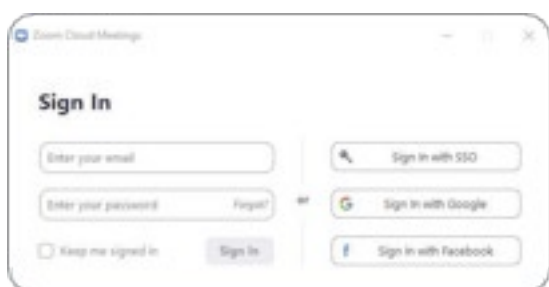 Zoom Cloud Meetings
Sign In
Enter your email
Enter your password Forgot?
Keep me signed in Sign In
or
Sign In with SSO
G Sign In with Google
f Sign In with Facebook